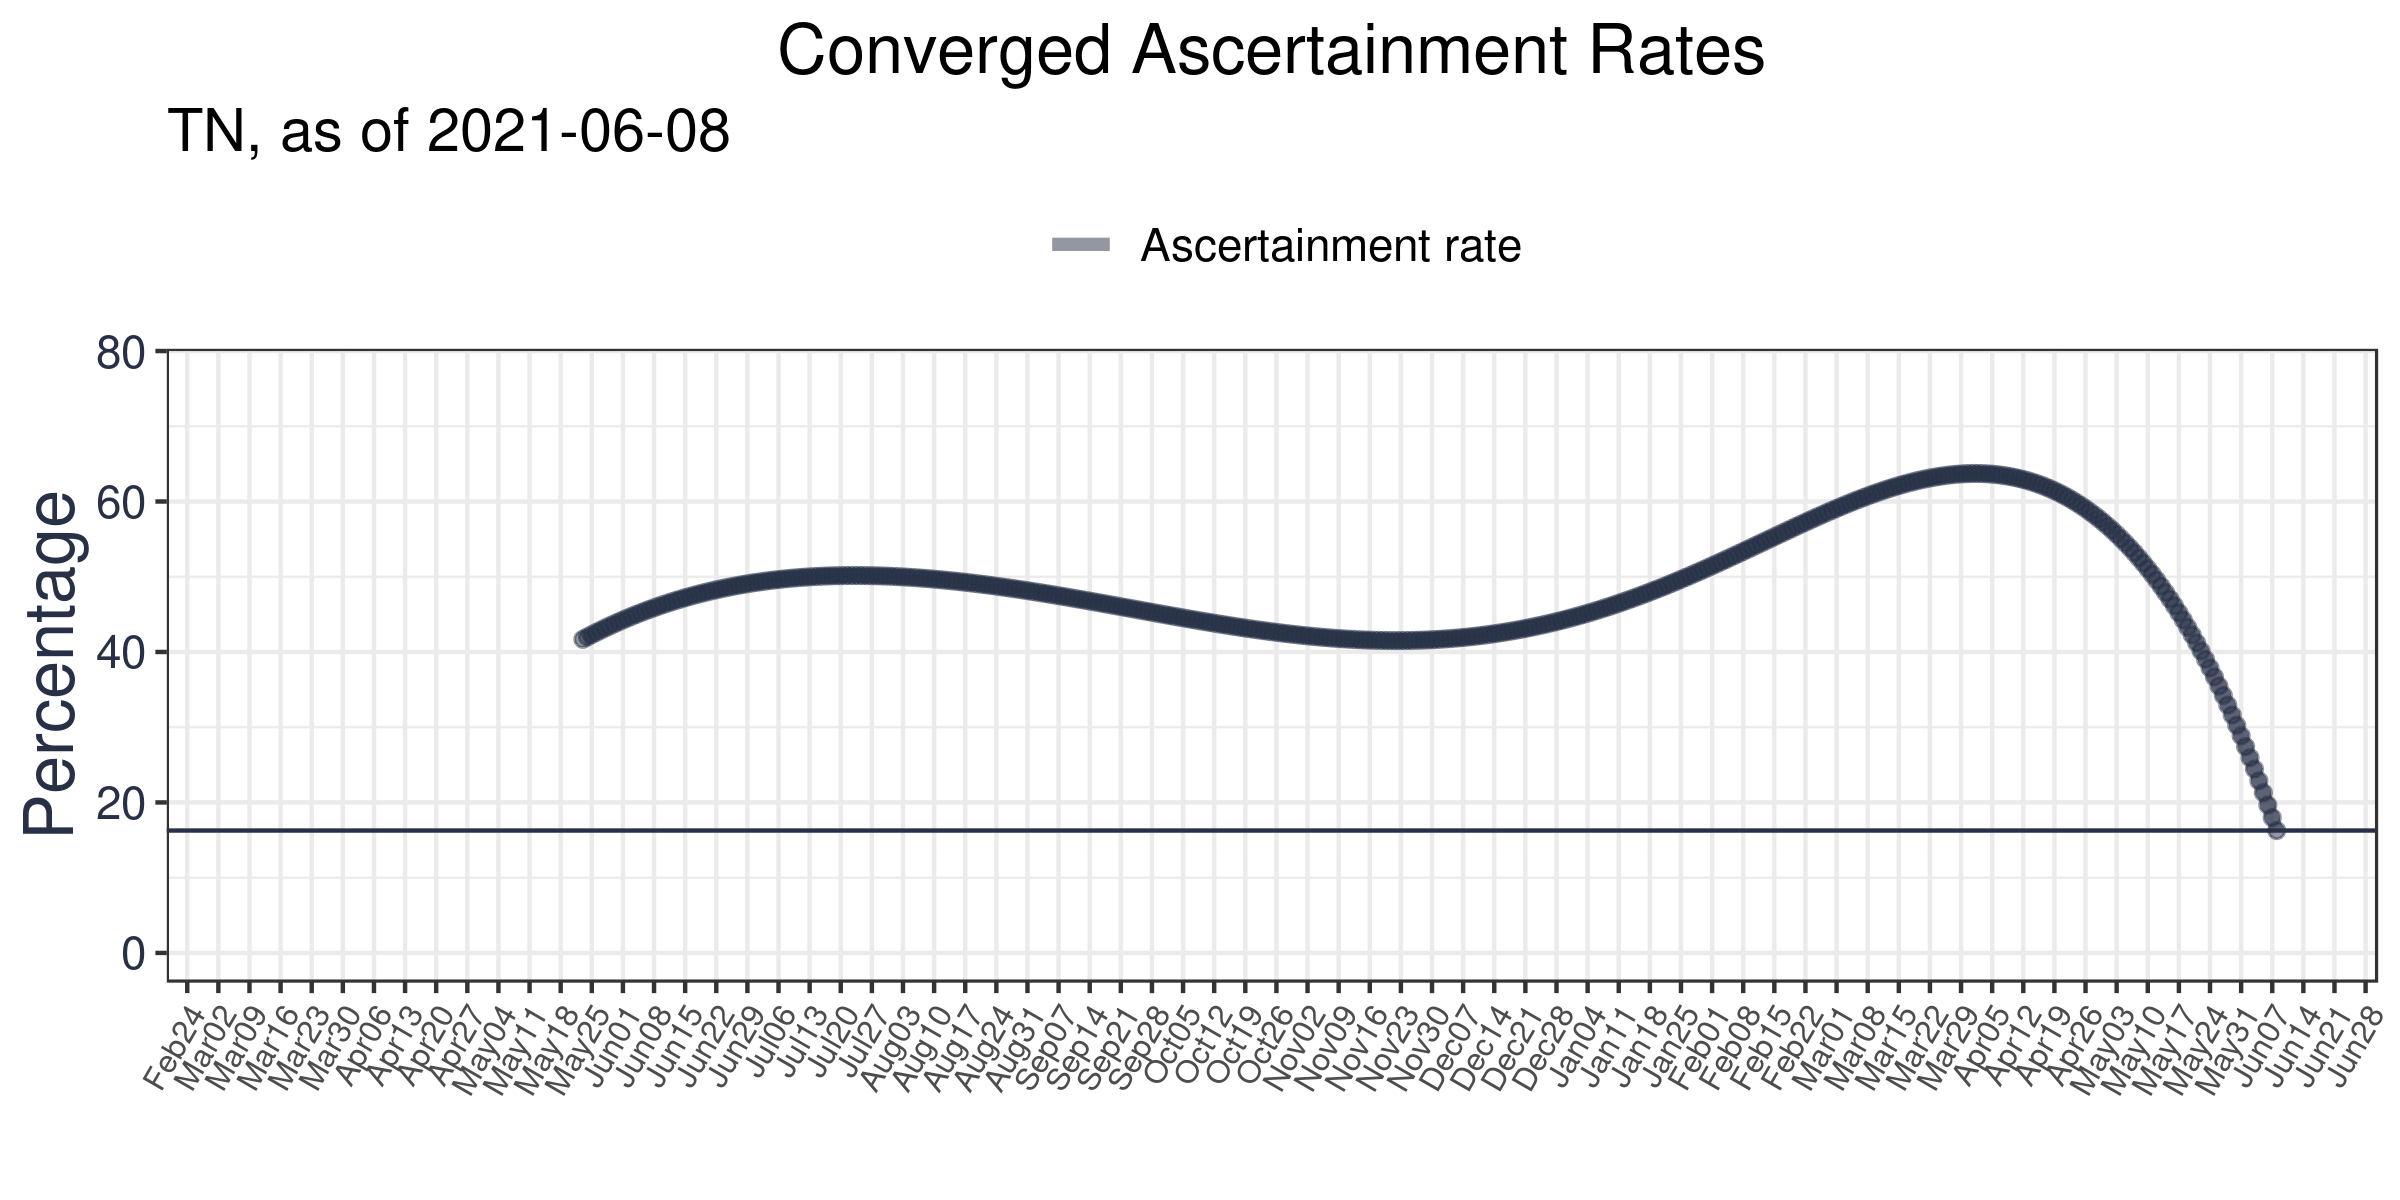 Converged Ascertainment Rates
TN, as of 2021-06-08
Ascertainment rate
Percentage
80
60
40
20
0
Feb24
Mar02
Mar09
Mar16
Mar23
Mar30
Apr06
Apr13
Apr20
Apr27
May04
May11
May18
May25
Jun01
Jun08
Jun15
Jun22
Jun29
Jul06
Jul13
Jul20
Jul27
Aug03
Aug10
Aug17
Aug24
Aug31
Sep07
Sep14
Sep21
Sep28
Oct05
Oct12
Oct19
Oct26
Nov02
Nov09
Nov16
Nov23
Nov30
Dec07
Dec14
Dec21
Dec28
Jan04
Jan11
Jan18
Jan25
Feb01
Feb08
Feb15
Feb22
Mar01
Mar08
Mar15
Mar22
Mar29
Apr05
Apr12
Apr19
Apr26
May03
May10
May17
May24
May31
Jun07
Jun14
Jun21
Jun28